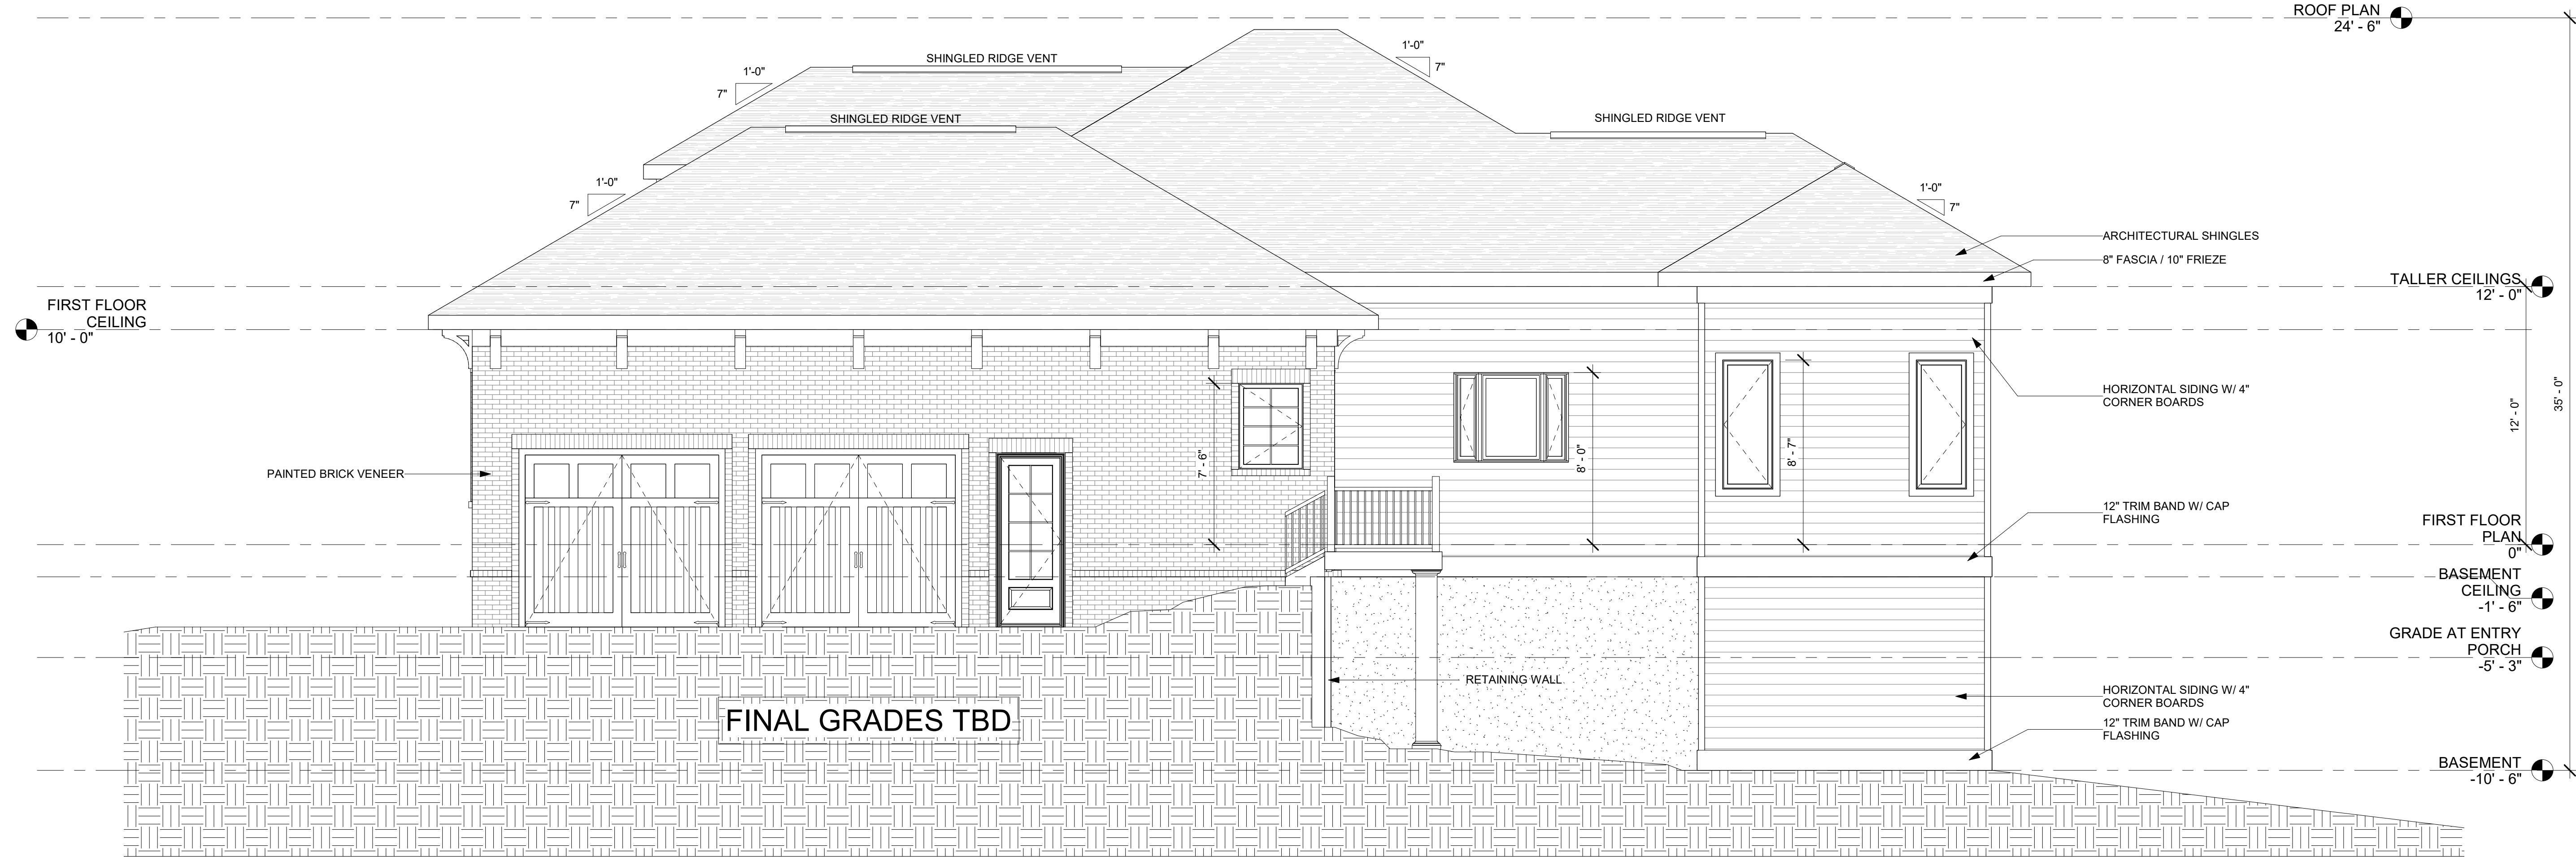 ROOF PLAN
24' - 6"
1'-0"
7"
SHINGLED RIDGE VENT
1'-0"
7"
SHINGLED RIDGE VENT
SHINGLED RIDGE VENT
1'-0"
7"
1'-0"
7"
ARCHITECTURAL SHINGLES
8" FASCIA / 10" FRIEZE
TALLER CEILINGS
12' - 0"
FIRST FLOOR
CEILING
10' - 0"
HORIZONTAL SIDING W/ 4"
CORNER BOARDS
12' - 0"
35' - 0"
PAINTED BRICK VENEER
7' - 6"
8' - 0"
8' - 7"
12" TRIM BAND W/ CAP
FLASHING
FIRST FLOOR
PLAN
0"
BASEMENT
CEILING
-1' - 6"
GRADE AT ENTRY
PORCH
-5' - 3"
RETAINING WALL
HORIZONTAL SIDING W/ 4"
CORNER BOARDS
FINAL GRADES TBD
12" TRIM BAND W/ CAP
FLASHING
BASEMENT
-10' - 6"